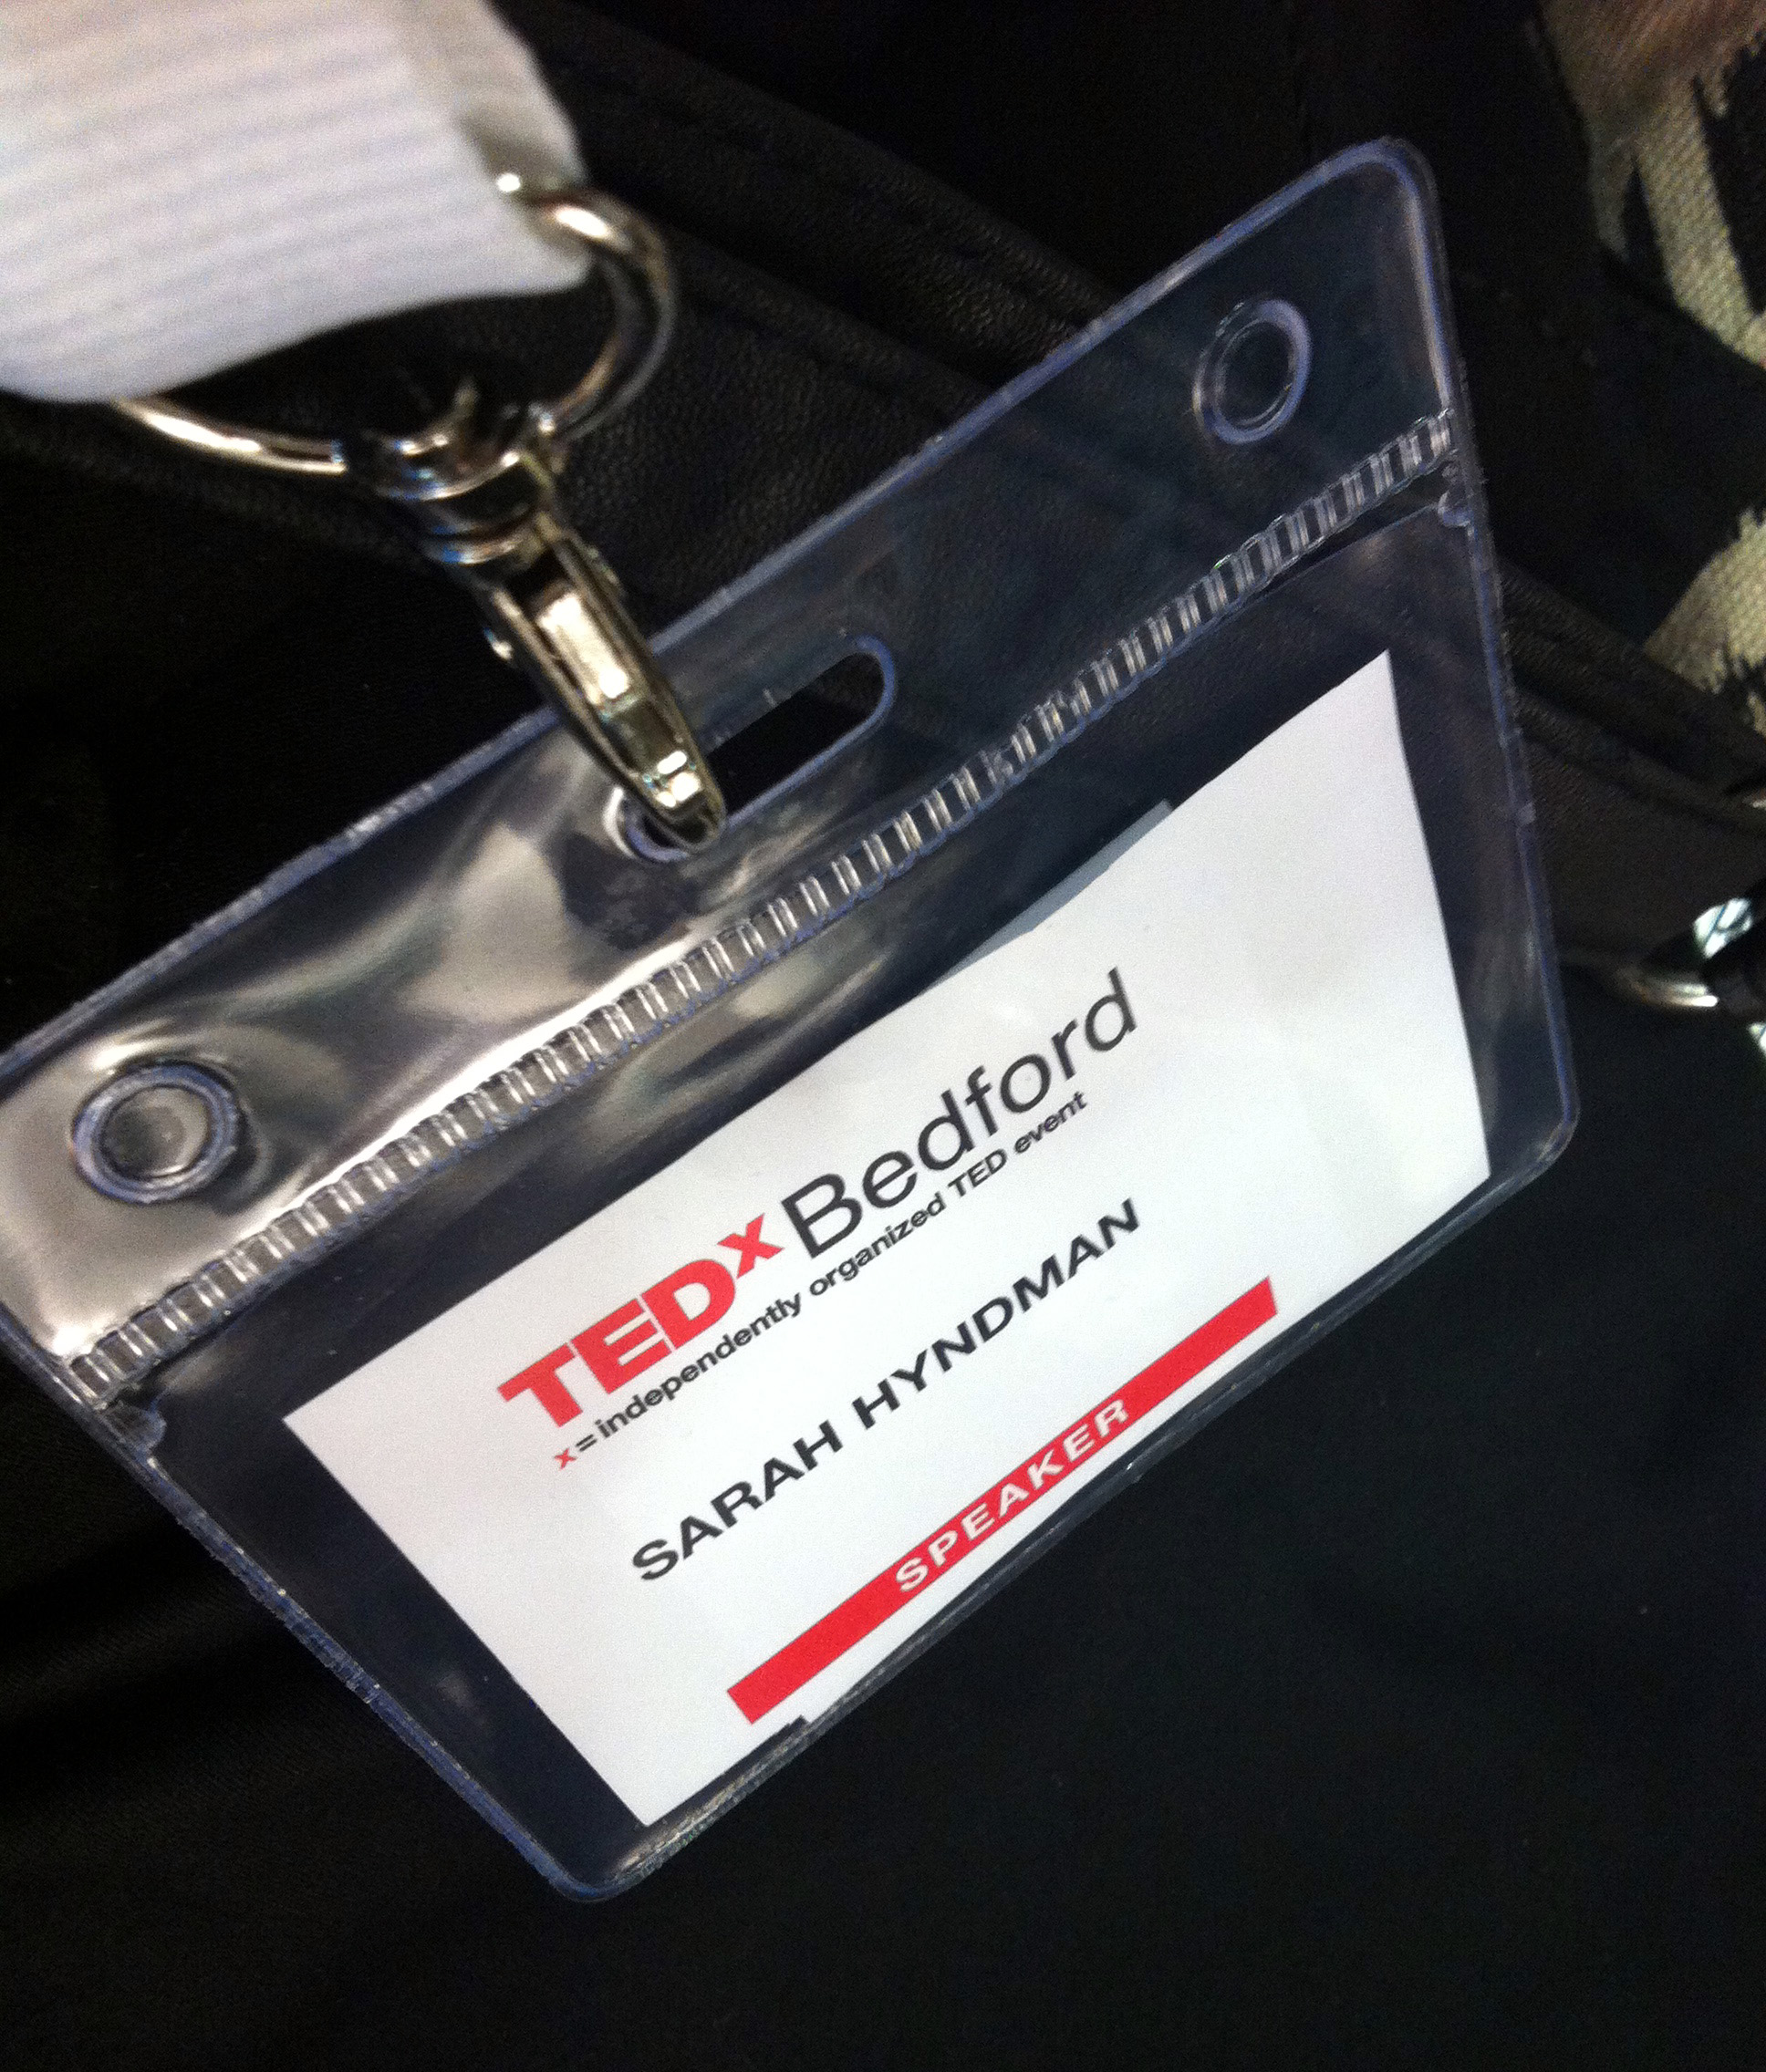 TEDx Bedford
x = independently organized TED event
SARAH HYNDMAN
SPEAKER